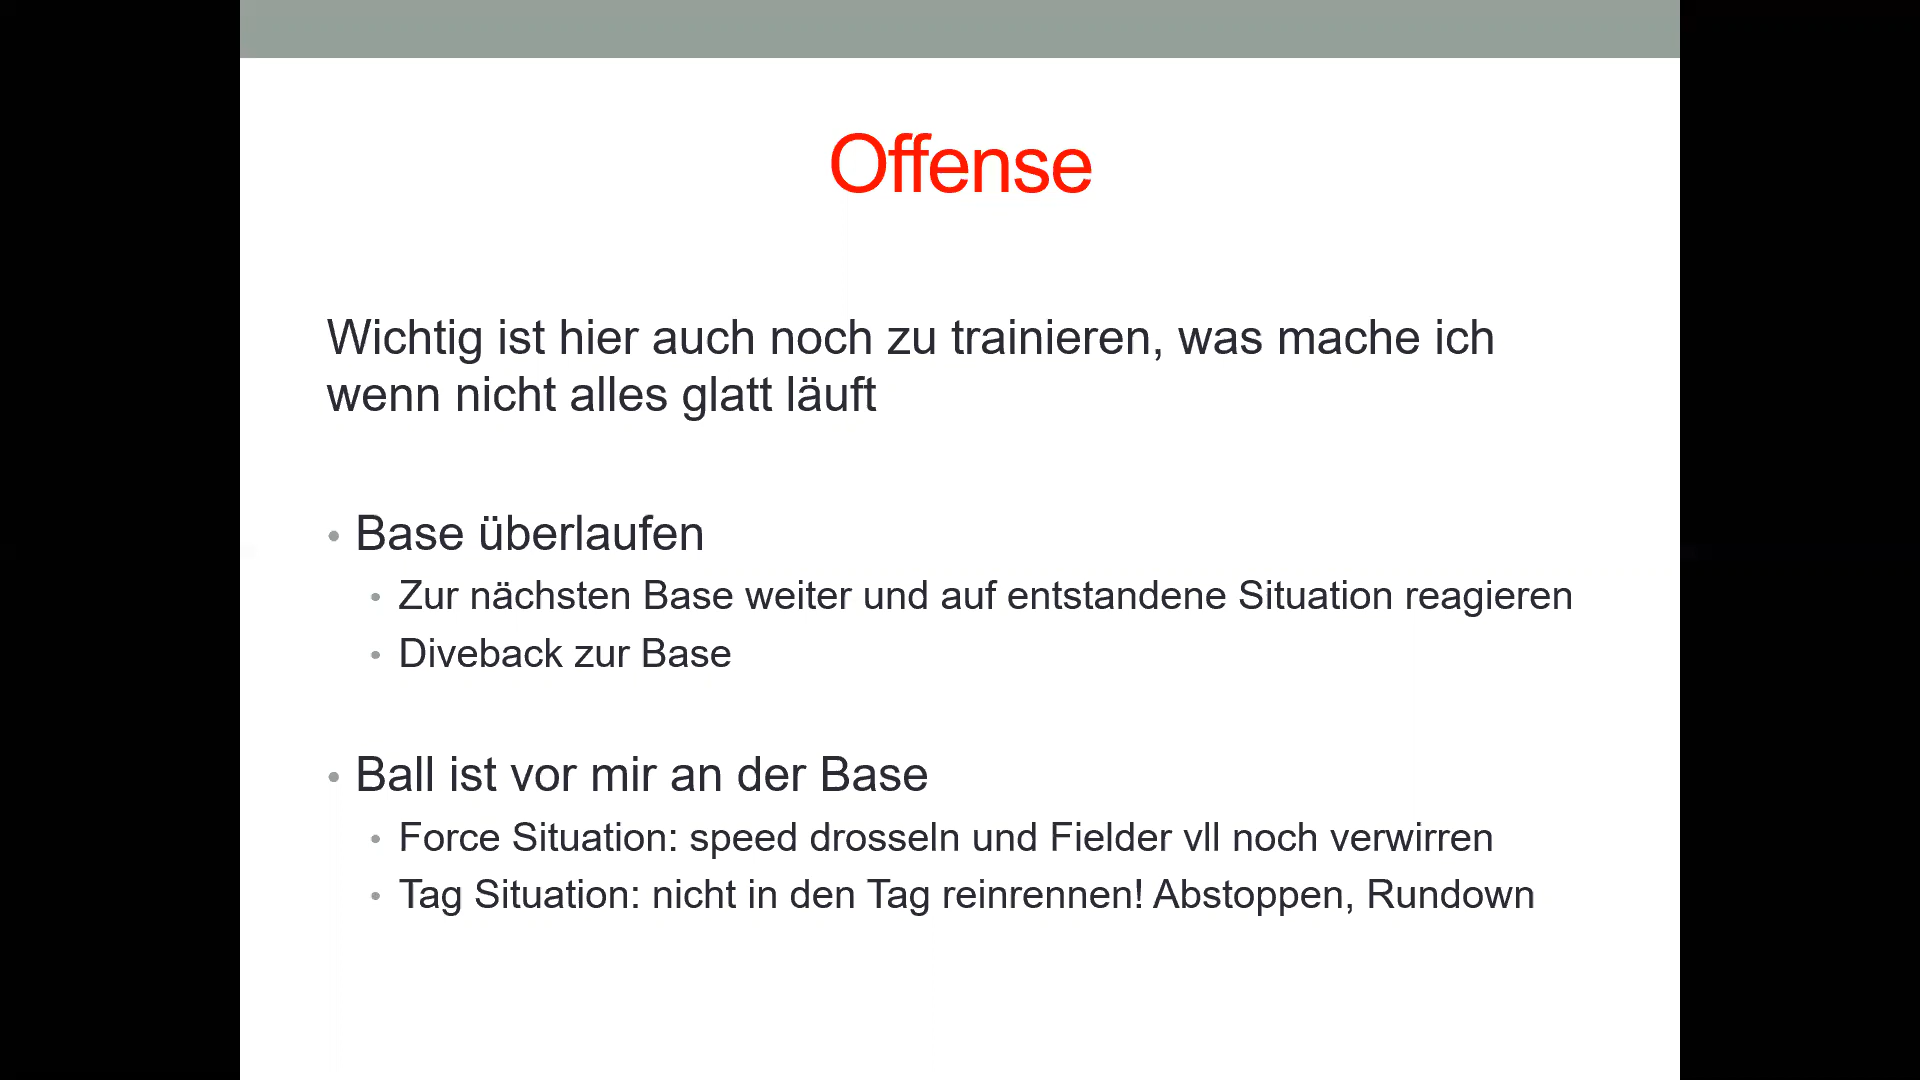 Offense
Wichtig ist hier auch noch zu trainieren, was mache ich
wenn nicht alles glatt läuft
• Base überlaufen
• Zur nächsten Base weiter und auf entstandene Situation reagieren
• Diveback zur Base
• Ball ist vor mir an der Base
• Force Situation: speed drosseln und Fielder vll noch verwirren
• Tag Situation: nicht in den Tag reinrennen! Abstoppen, Rundown